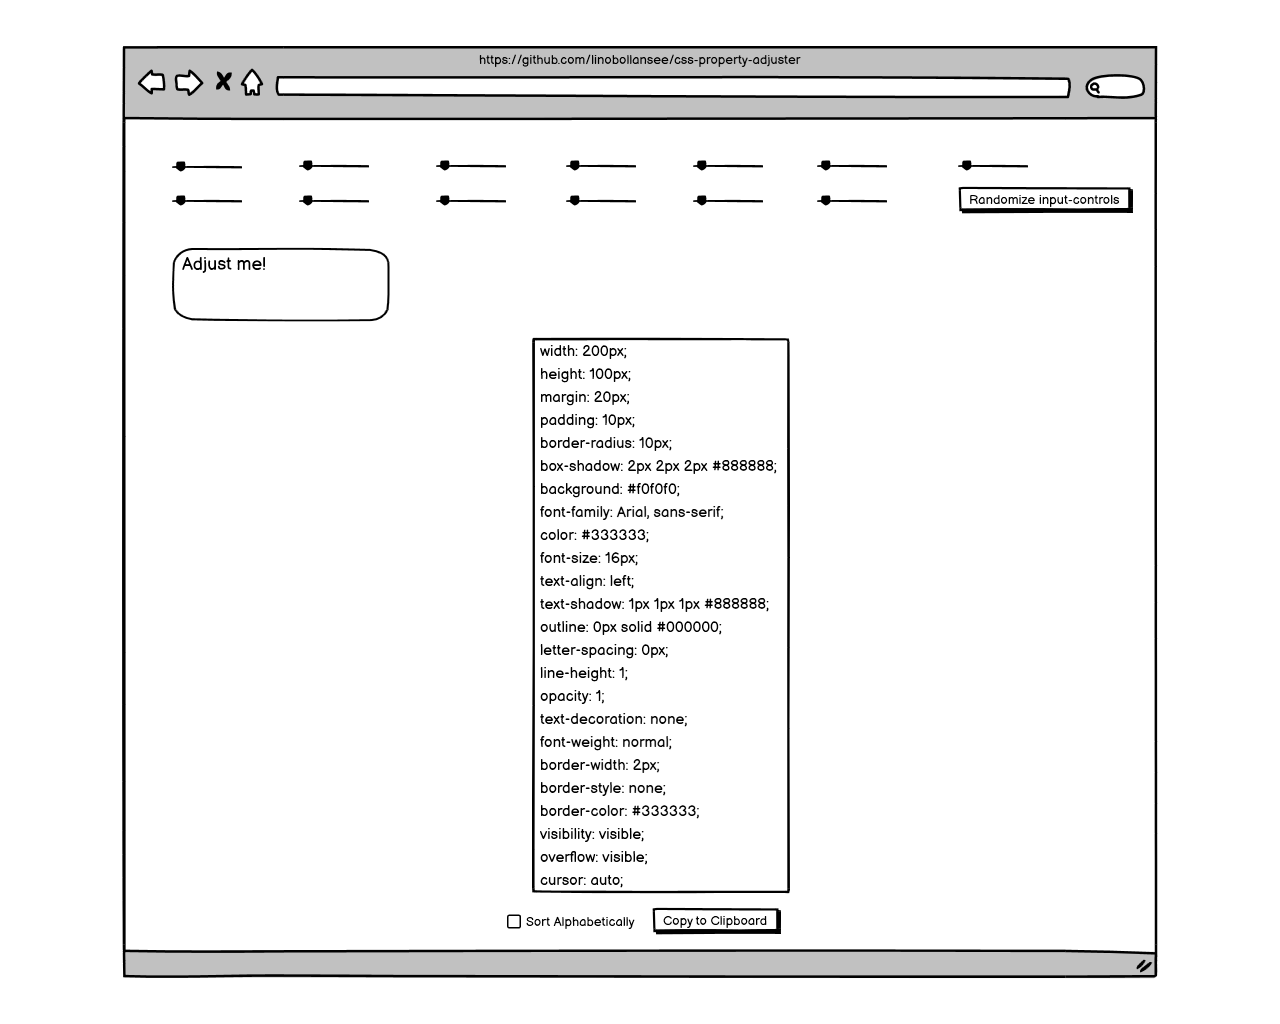 https://github.com/linobollansee/css-property-adjuster
Randomize input-controls
Adjust me!
width: 200px;
height: 100px;
margin: 20px;
padding: 10px;
border-radius: 10px;
box-shadow: 2px 2px 2px #888888;
background: #f0f0f0;
font-family: Arial, sans-serif;
color: #333333;
font-size: 16px;
text-align: left;
text-shadow: 1px 1px 1px #888888;
outline: 0px solid #000000;
letter-spacing: 0px;
line-height: 1;
opacity: 1;
text-decoration: none;
font-weight: normal;
border-width: 2px;
border-style: none;
border-color: #333333;
visibility: visible;
overflow: visible;
cursor: auto;
Sort Alphabetically
Copy to Clipboard